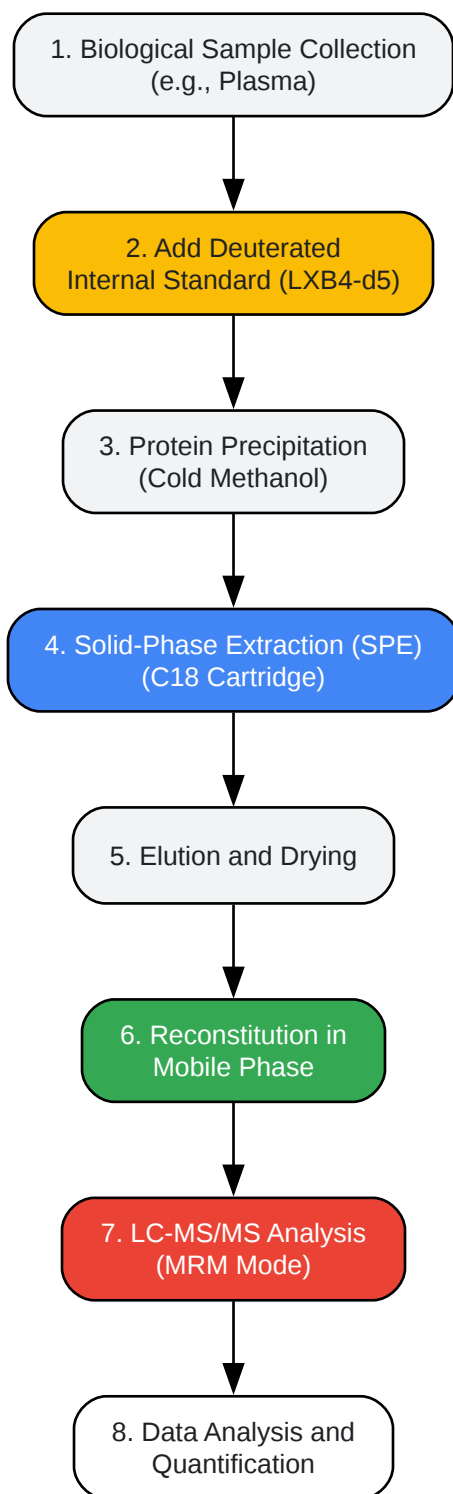 1. Biological Sample Collection
(e.g., Plasma)
2. Add Deuterated
Internal Standard (LXB4-d5)
3. Protein Precipitation
(Cold Methanol)
4. Solid-Phase Extraction (SPE)
(C18 Cartridge)
5. Elution and Drying
6. Reconstitution in
Mobile Phase
7. LC-MS/MS Analysis
(MRM Mode)
8. Data Analysis and
Quantification